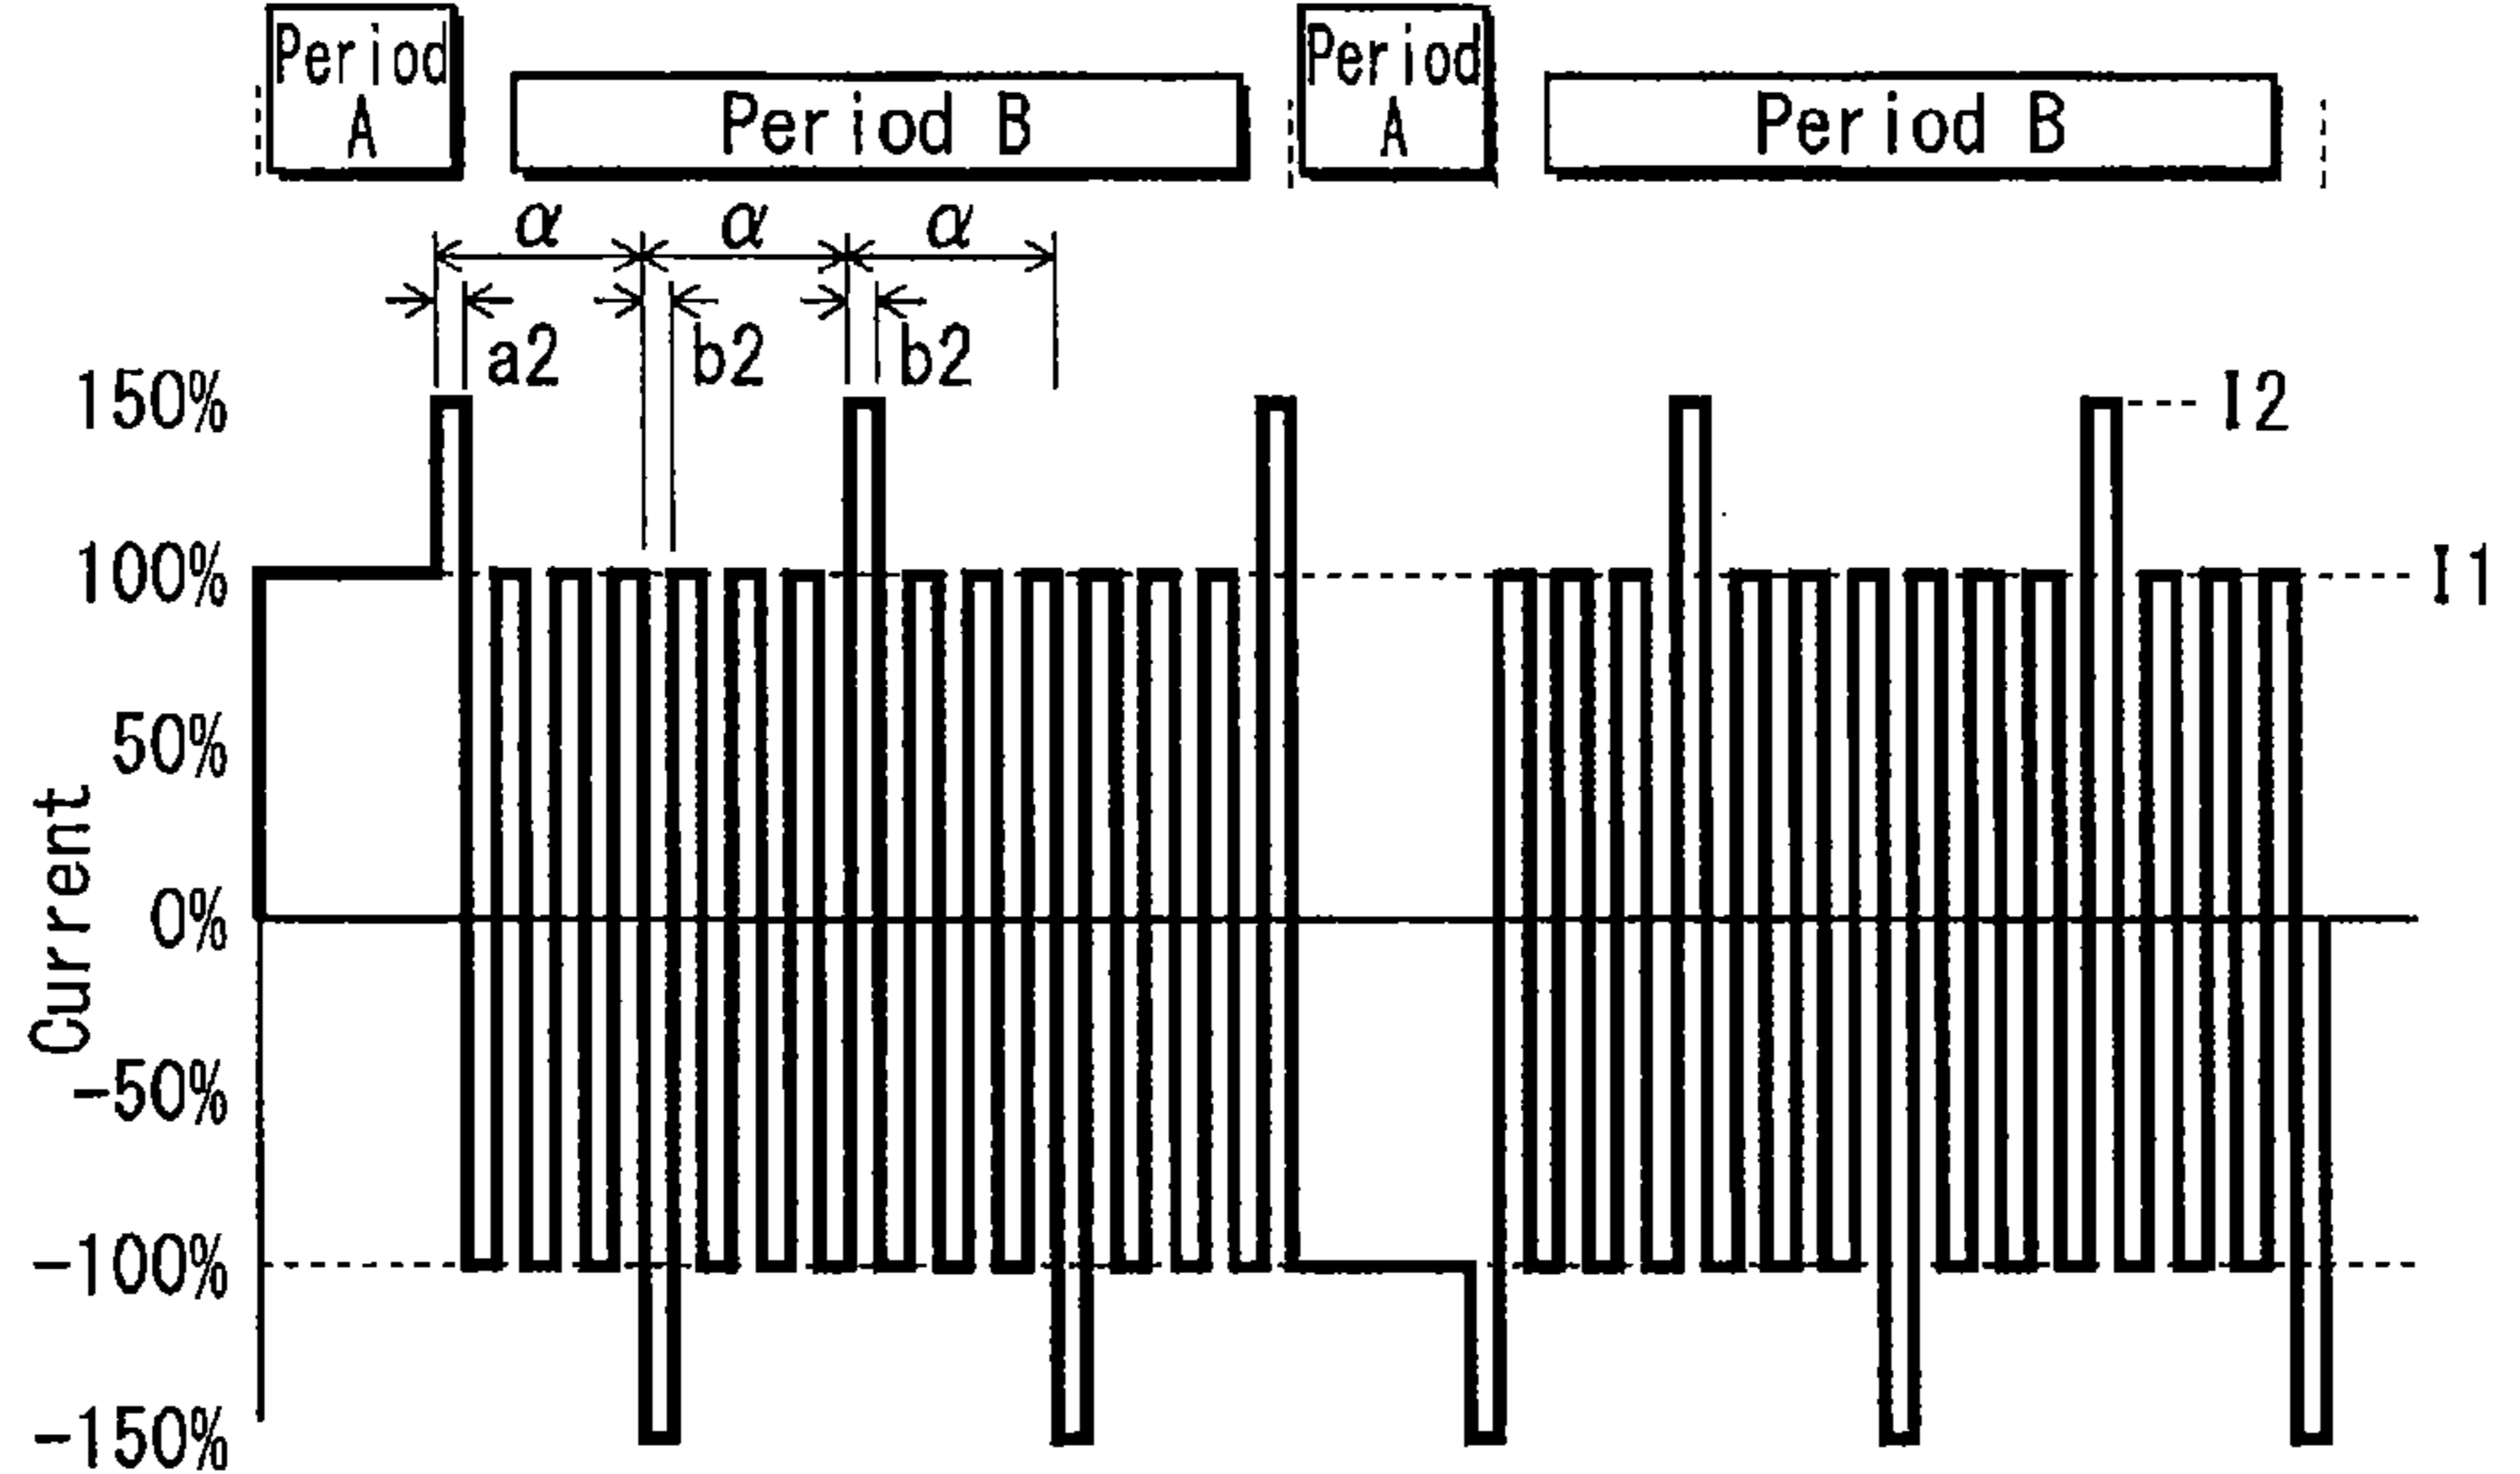 Period
A
Period B
Period
A
Period B
α α α
a2 b2 b2
150%
I2
100%
I1
50%
0%
-50%
-100%
-150%
Current